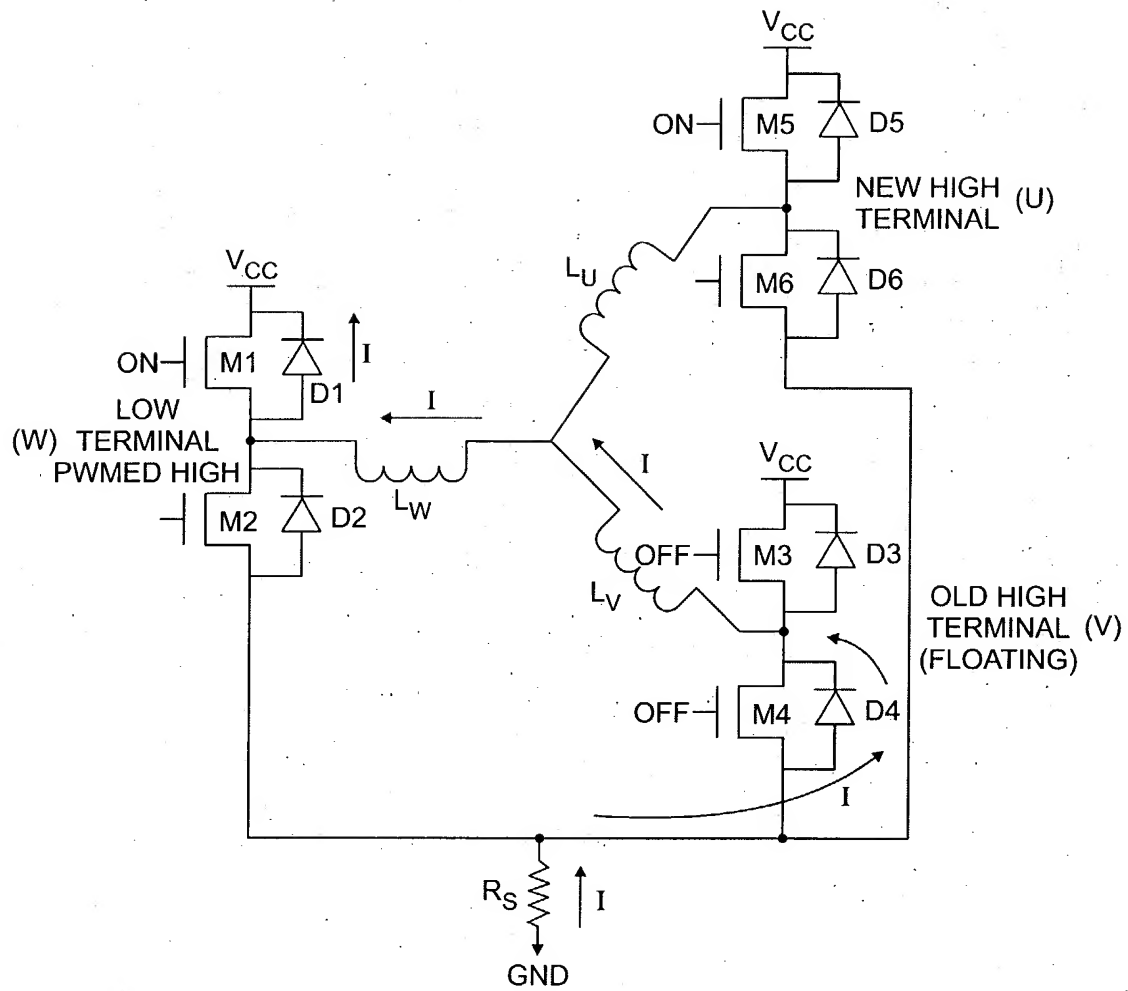 VCC
ON
M5
D5
NEW HIGH
TERMINAL
(U)
LU
M6
D6
VCC
ON
M1
D1
I
LOW
TERMINAL
PWMED HIGH
(W)
I
LW
M2
D2
I
VCC
OFF
M3
D3
LV
OLD HIGH
TERMINAL
(FLOATING)
(V)
OFF
M4
D4
I
RS
I
GND